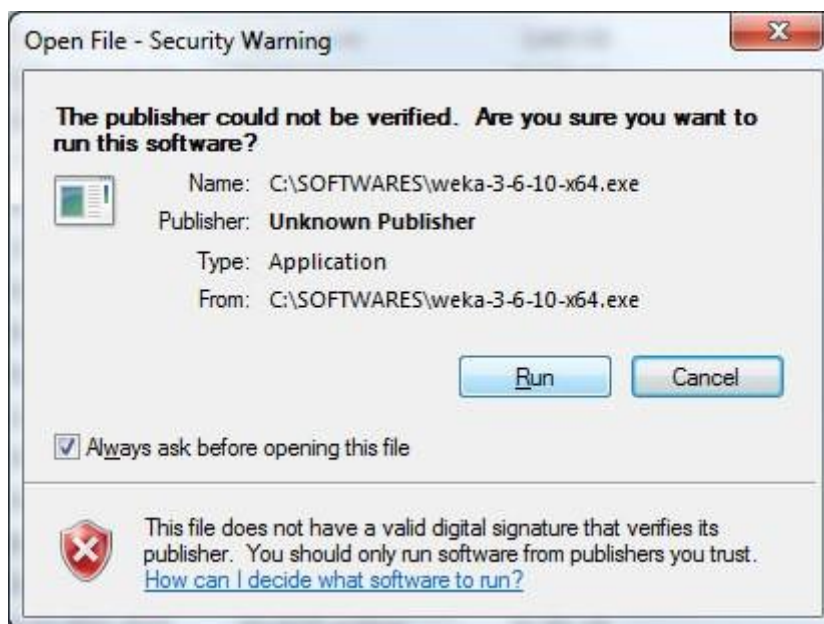 Open File - Security Warning
The publisher could not be verified. Are you sure you want to
run this software?
Name: C:\SOFTWARES\weka-3-6-10-x64.exe
Publisher: Unknown Publisher
Type: Application
From: C:\SOFTWARES\weka-3-6-10-x64.exe
Run Cancel
Always ask before opening this file
This file does not have a valid digital signature that verifies its
publisher. You should only run software from publishers you trust.
How can I decide what software to run?